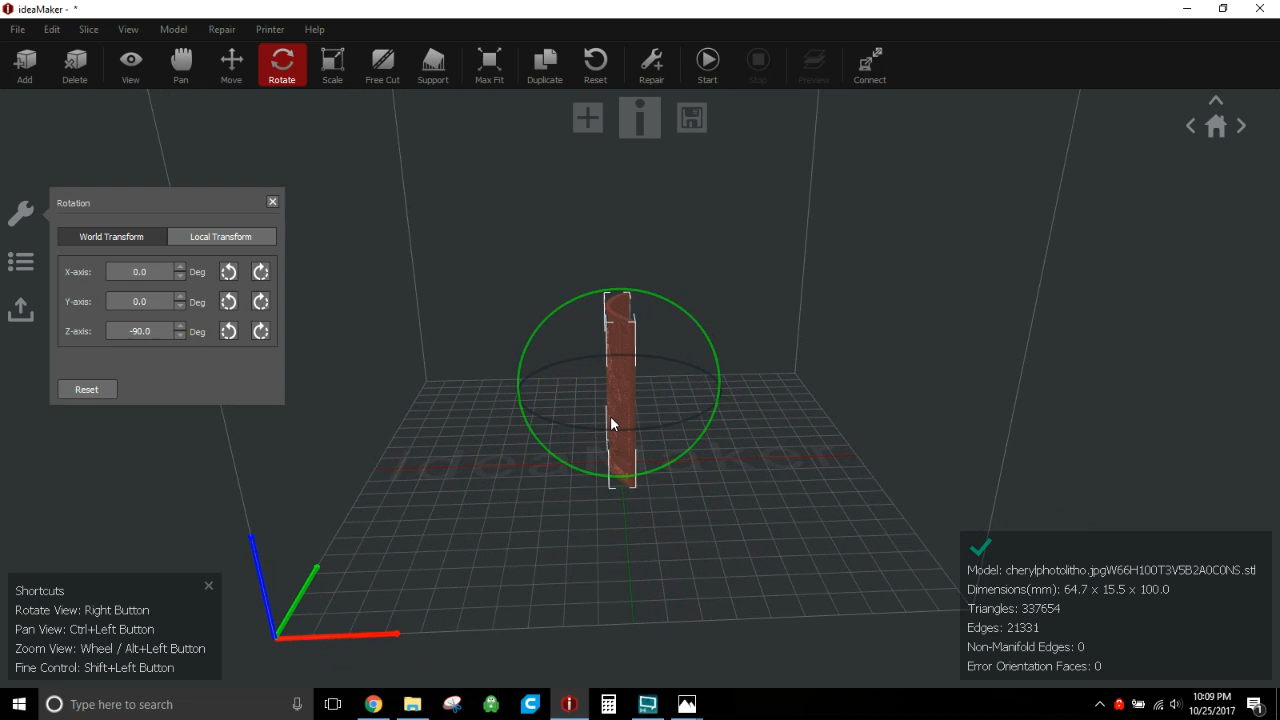 ideaMaker - *
File Edit Slice View Model Repair Printer Help
Add Delete View Pan Move Rotate Scale Free Cut Support Max Fit Duplicate Reset Repair Start Stop Preview Connect
Rotation
World Transform Local Transform
X-axis: 0.0 Deg
Y-axis: 0.0 Deg
Z-axis: -90.0 Deg
Reset
Shortcuts
Rotate View: Right Button
Pan View: Ctrl+Left Button
Zoom View: Wheel / Alt+Left Button
Fine Control: Shift+Left Button
Model: cherylphotolitho.jpgW66H100T3V5B2A0C0NS.stl
Dimensions(mm): 64.7 x 15.5 x 100.0
Triangles: 337654
Edges: 21331
Non-Manifold Edges: 0
Error Orientation Faces: 0
Type here to search
10:09 PM
10/25/2017